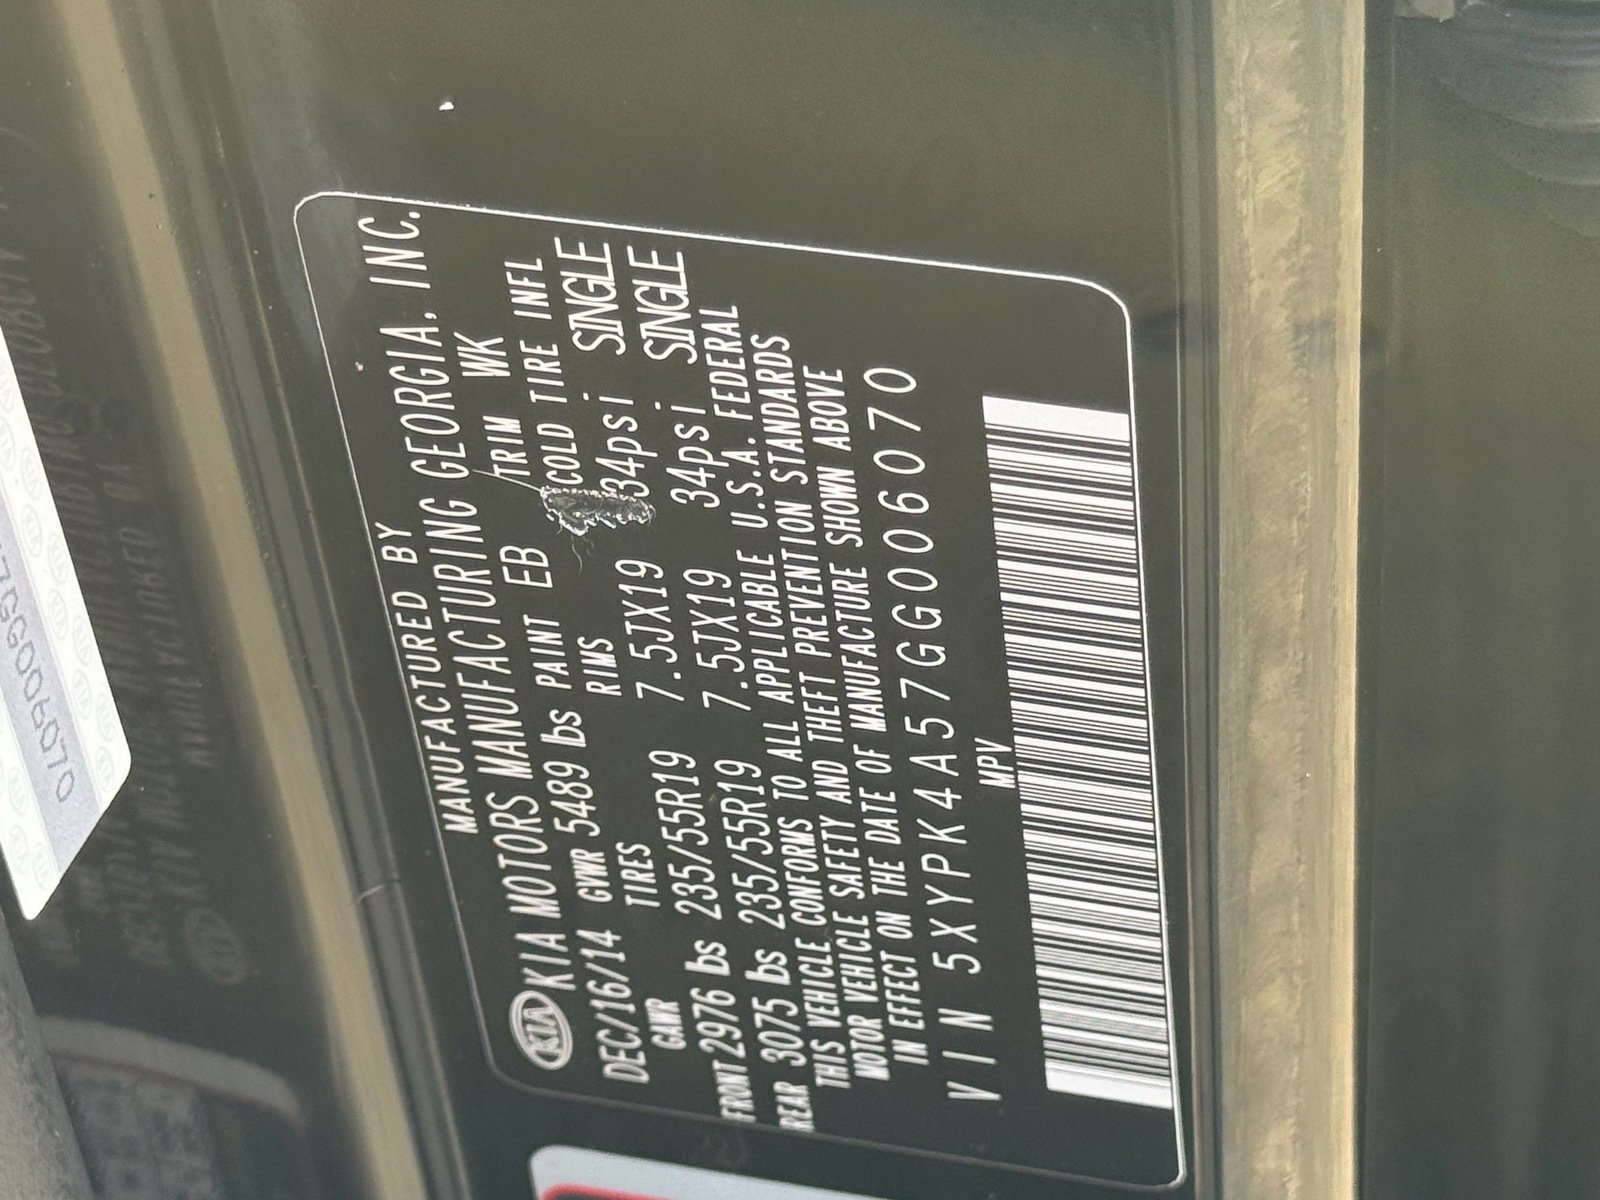 MANUFACTURED BY
KIA KIA MOTORS MANUFACTURING GEORGIA, INC.
DEC/16/14 GVWR 5489 lbs PAINT EB TRIM WK
GAWR TIRES RIMS COLD TIRE INFL
FRONT 2976 lbs 235/55R19 7.5JX19 34psi SINGLE
REAR 3075 lbs 235/55R19 7.5JX19 34psi SINGLE
THIS VEHICLE CONFORMS TO ALL APPLICABLE U.S.A. FEDERAL
MOTOR VEHICLE SAFETY AND THEFT PREVENTION STANDARDS
IN EFFECT ON THE DATE OF MANUFACTURE SHOWN ABOVE
VIN 5XYPK4A57GG006070
MPV
7GG006070